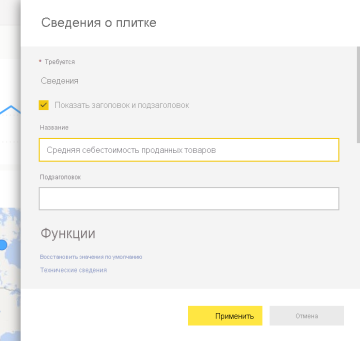 Сведения о плитке
* Требуется
Сведения
Показать заголовок и подзаголовок
Название
Средняя себестоимость проданных товаров
Подзаголовок
Функции
Восстановить значения по умолчанию
Технические сведения
Применить
Отмена